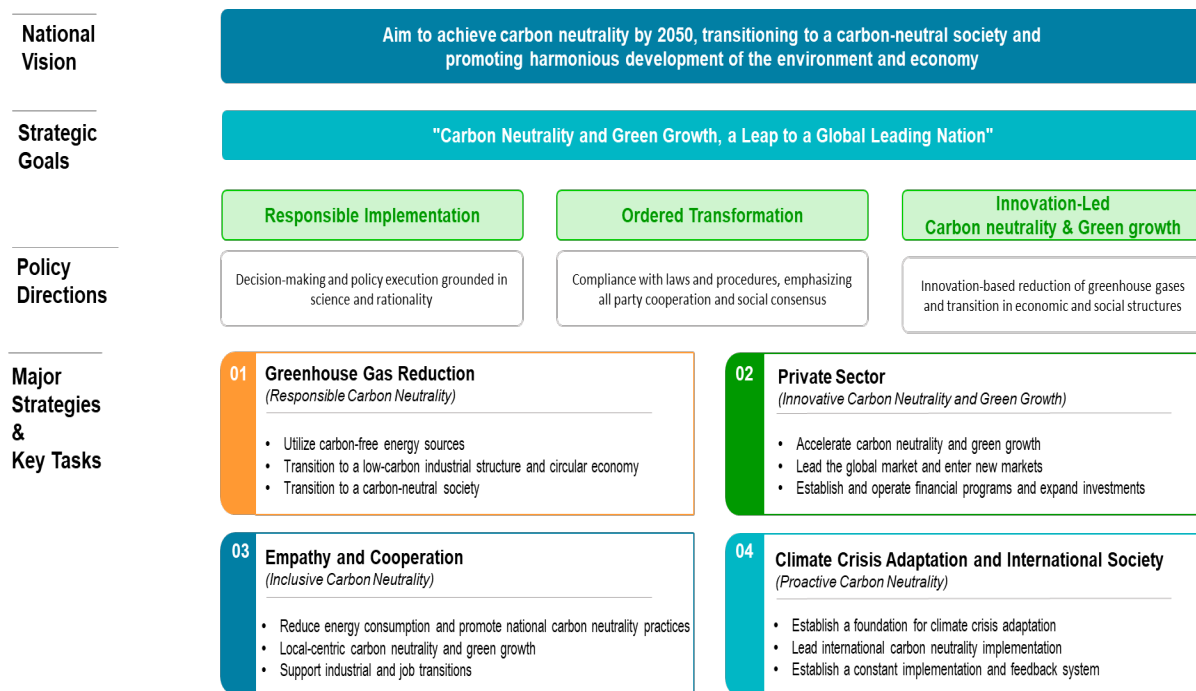 National
Vision
Aim to achieve carbon neutrality by 2050, transitioning to a carbon-neutral society and
promoting harmonious development of the environment and economy
Strategic
Goals
"Carbon Neutrality and Green Growth, a Leap to a Global Leading Nation"
Policy
Directions
Responsible Implementation
Decision-making and policy execution grounded in
science and rationality
Ordered Transformation
Compliance with laws and procedures, emphasizing
all party cooperation and social consensus
Innovation-Led
Carbon neutrality & Green growth
Innovation-based reduction of greenhouse gases
and transition in economic and social structures
Major
Strategies
&
Key Tasks
01
Greenhouse Gas Reduction
(Responsible Carbon Neutrality)
• Utilize carbon-free energy sources
• Transition to a low-carbon industrial structure and circular economy
• Transition to a carbon-neutral society
02
Private Sector
(Innovative Carbon Neutrality and Green Growth)
• Accelerate carbon neutrality and green growth
• Lead the global market and enter new markets
• Establish and operate financial programs and expand investments
03
Empathy and Cooperation
(Inclusive Carbon Neutrality)
• Reduce energy consumption and promote national carbon neutrality practices
• Local-centric carbon neutrality and green growth
• Support industrial and job transitions
04
Climate Crisis Adaptation and International Society
(Proactive Carbon Neutrality)
• Establish a foundation for climate crisis adaptation
• Lead international carbon neutrality implementation
• Establish a constant implementation and feedback system